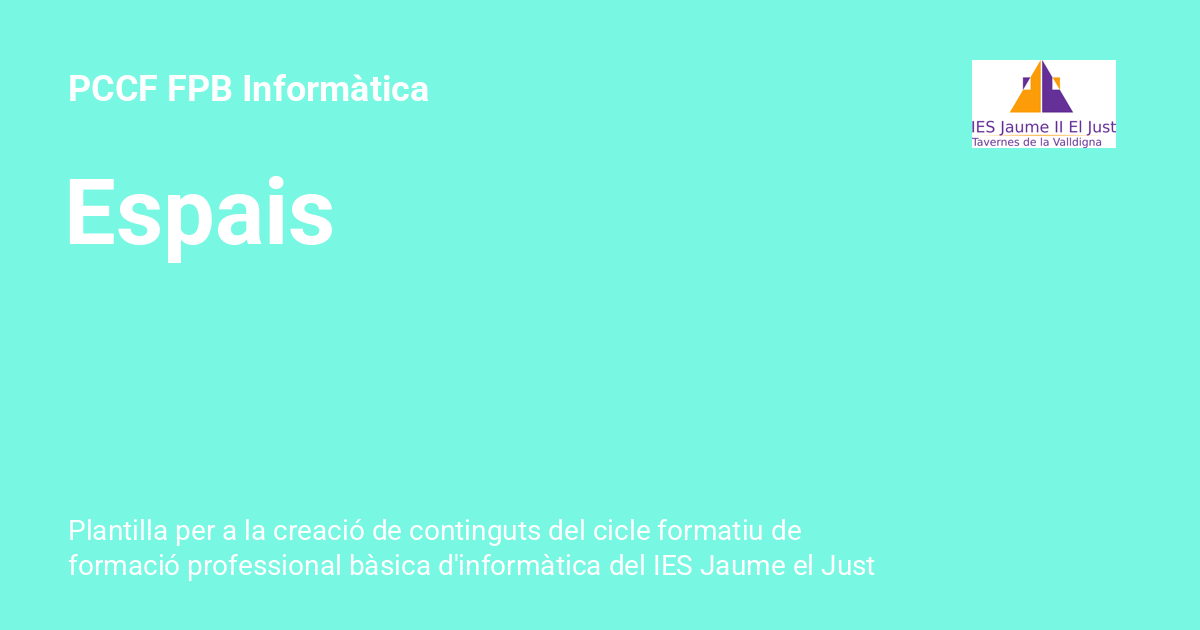 PCCF FPB Informàtica
IES Jaume II El Just
Tavernes de la Valldigna
Espais
Plantilla per a la creació de continguts del cicle formatiu de
formació professional bàsica d'informàtica del IES Jaume el Just